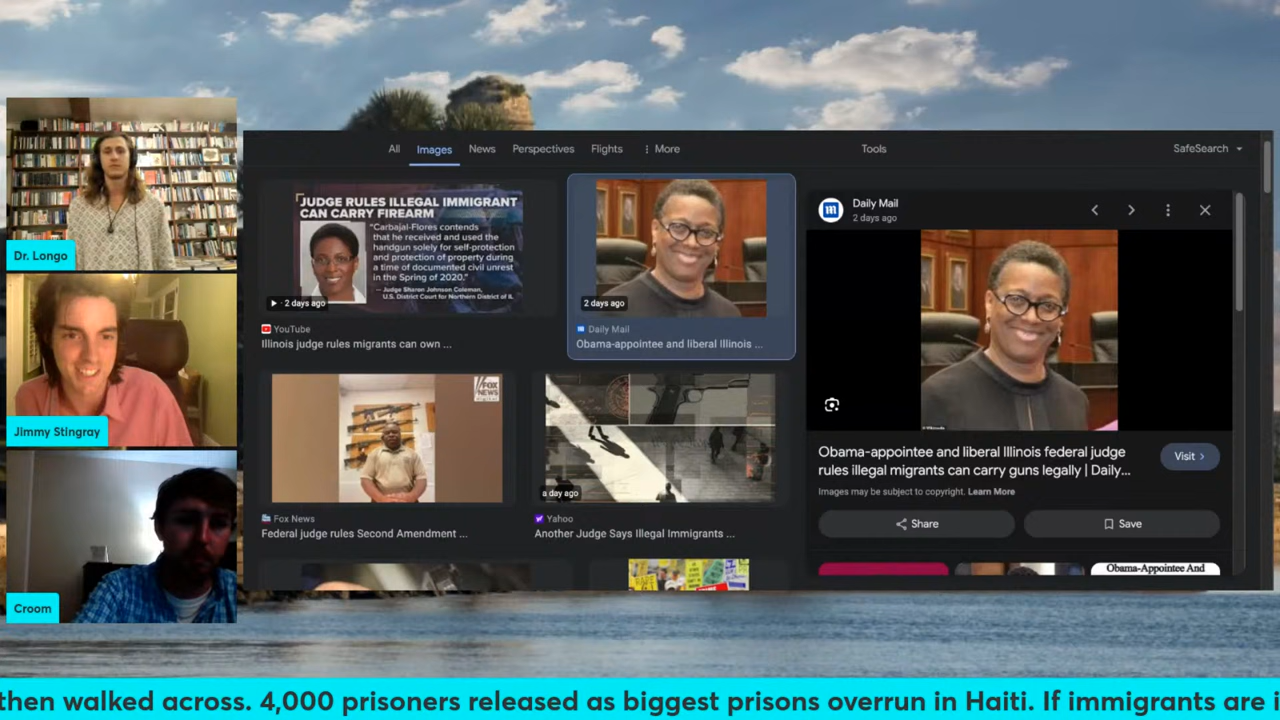 All Images News Perspectives Flights More Tools SafeSearch
Dr. Longo
Jimmy Stingray
Croom
JUDGE RULES ILLEGAL IMMIGRANT
CAN CARRY FIREARM
"Carbajal-Flores contends
that he received and used the
handgun solely for self-protection
and protection of property during
a time of documented civil unrest
in the Spring of 2020."
— Judge Sharon Johnson Coleman,
U.S. District Court for Northern District of IL
2 days ago
YouTube
Illinois judge rules migrants can own ...
2 days ago
Daily Mail
Obama-appointee and liberal Illinois ...
FOX
NEWS
digital
Fox News
Federal judge rules Second Amendment ...
a day ago
Yahoo
Another Judge Says Illegal Immigrants ...
Daily Mail
2 days ago
Obama-appointee and liberal Illinois federal judge
rules illegal migrants can carry guns legally | Daily...
Visit
Images may be subject to copyright. Learn More
Share
Save
Obama-Appointee And
then walked across. 4,000 prisoners released as biggest prisons overrun in Haiti. If immigrants are i